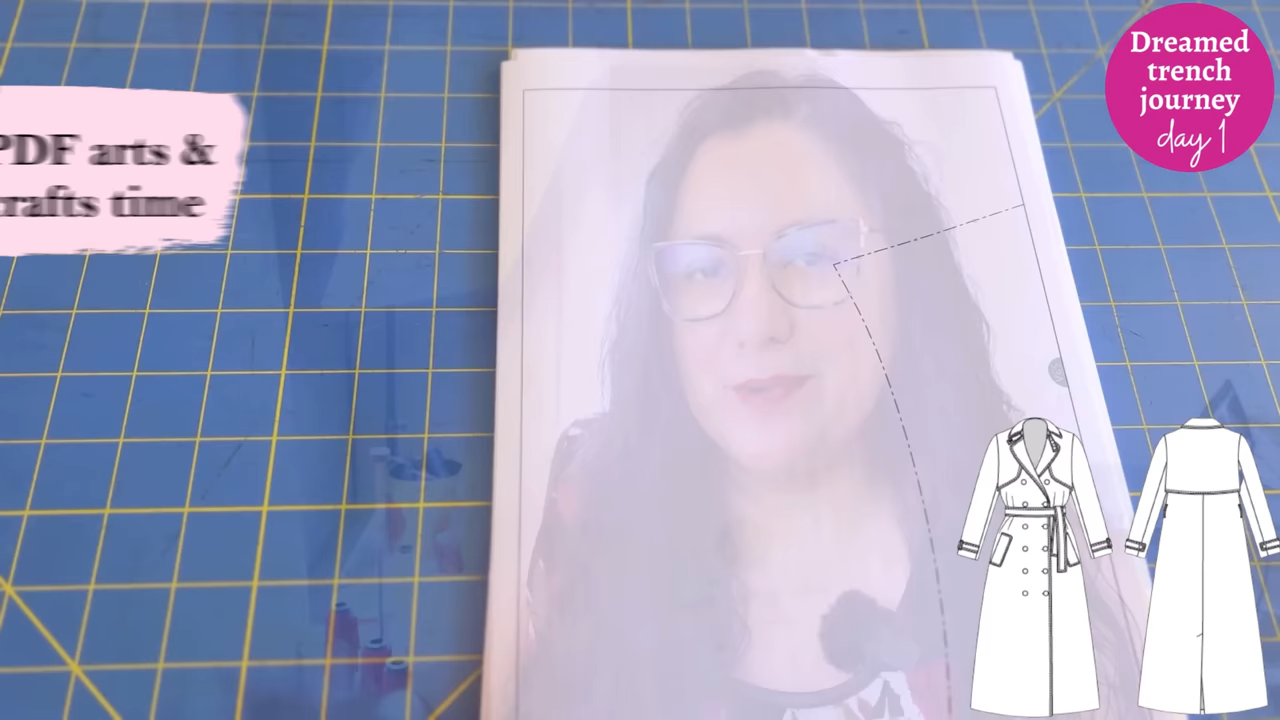 PDF arts &
crafts time
Dreamed
trench
journey
day 1